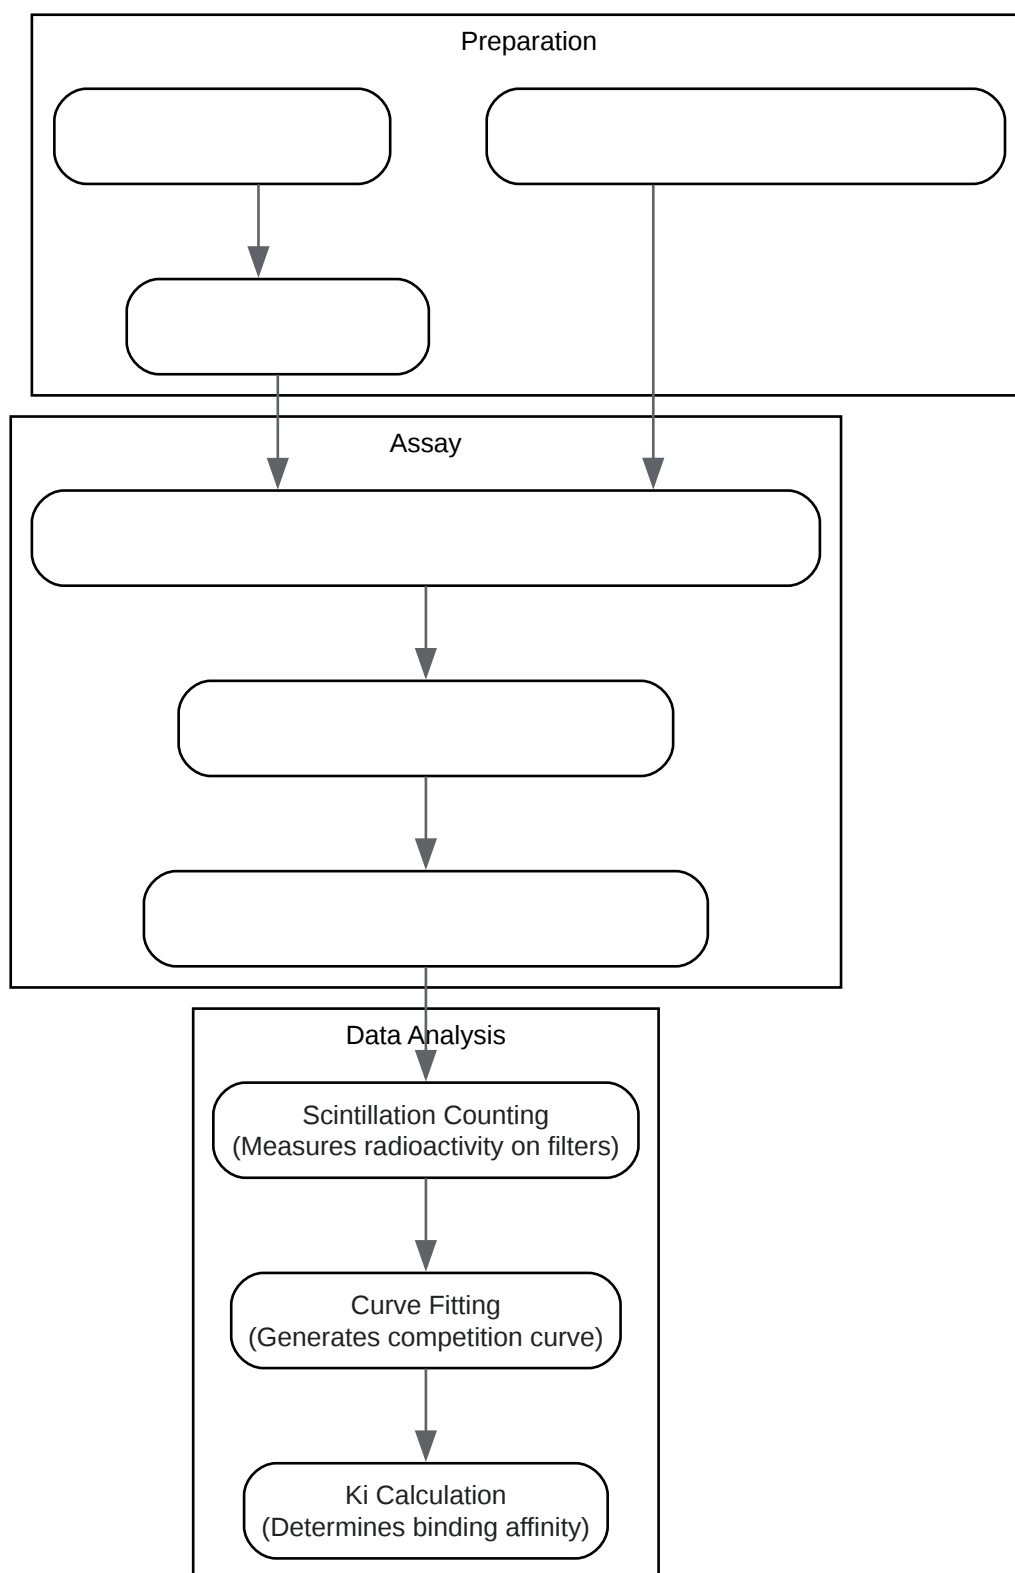 Preparation
Assay
Data Analysis
Scintillation Counting
(Measures radioactivity on filters)
Curve Fitting
(Generates competition curve)
Ki Calculation
(Determines binding affinity)